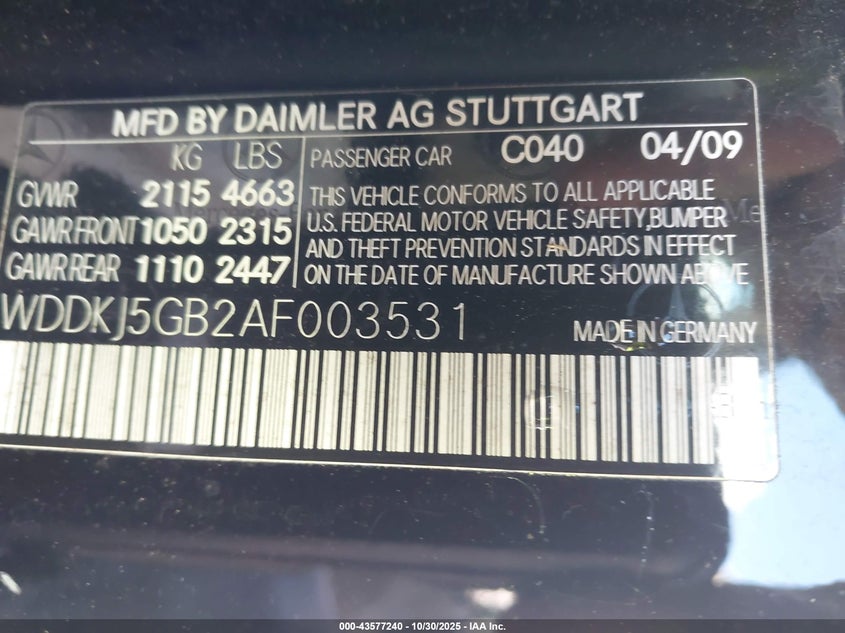 MFD BY DAIMLER AG STUTTGART
KG LBS
GVWR 2115 4663
GAWR FRONT 1050 2315
GAWR REAR 1110 2447
PASSENGER CAR C040 04/09
THIS VEHICLE CONFORMS TO ALL APPLICABLE
U.S. FEDERAL MOTOR VEHICLE SAFETY,BUMPER
AND THEFT PREVENTION STANDARDS IN EFFECT
ON THE DATE OF MANUFACTURE SHOWN ABOVE
WDDKJ5GB2AF003531
MADE IN GERMANY
000-43577240 - 10/30/2025 - IAA Inc.